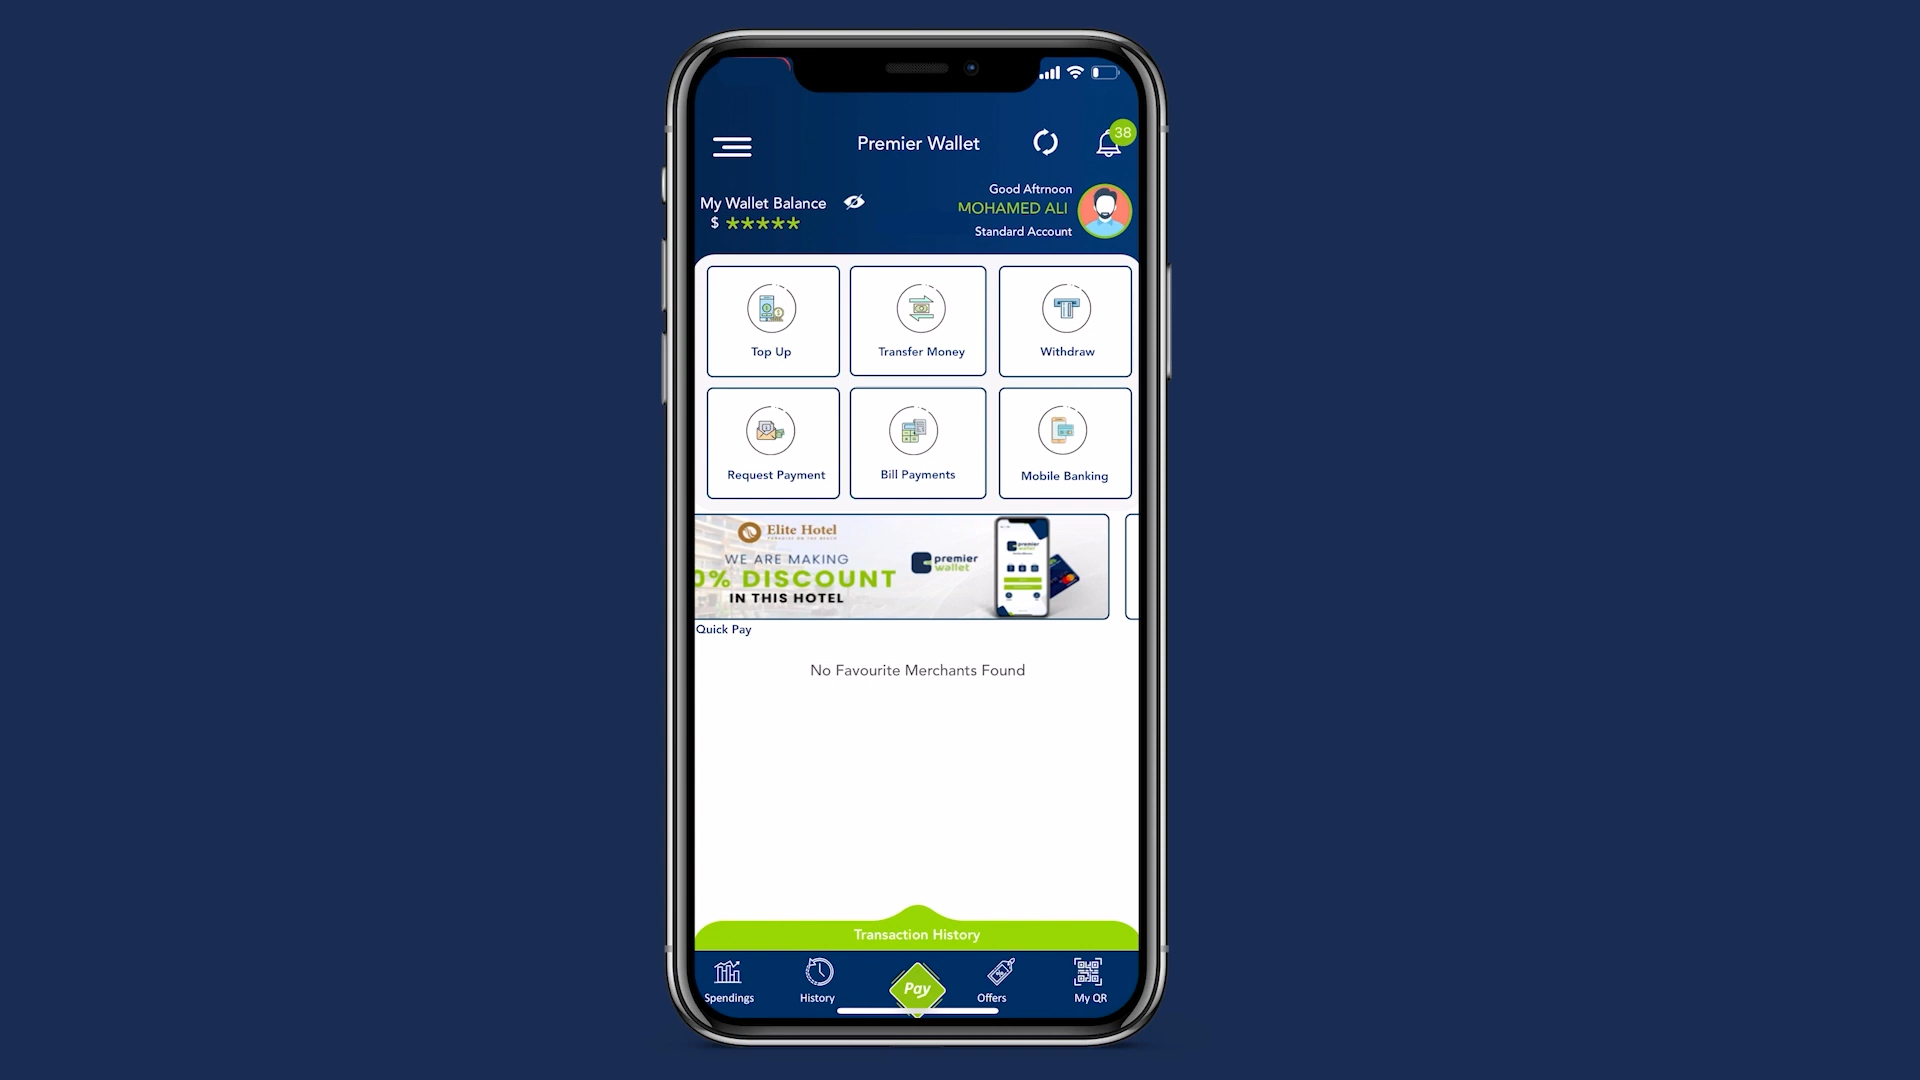 Premier Wallet
38
My Wallet Balance
$ *****
Good Aftrnoon
MOHAMED ALI
Standard Account
Top Up
Transfer Money
Withdraw
Request Payment
Bill Payments
Mobile Banking
Elite Hotel
WE ARE MAKING
0% DISCOUNT
IN THIS HOTEL
premier
wallet
Quick Pay
No Favourite Merchants Found
Transaction History
Spendings
History
Pay
Offers
My QR